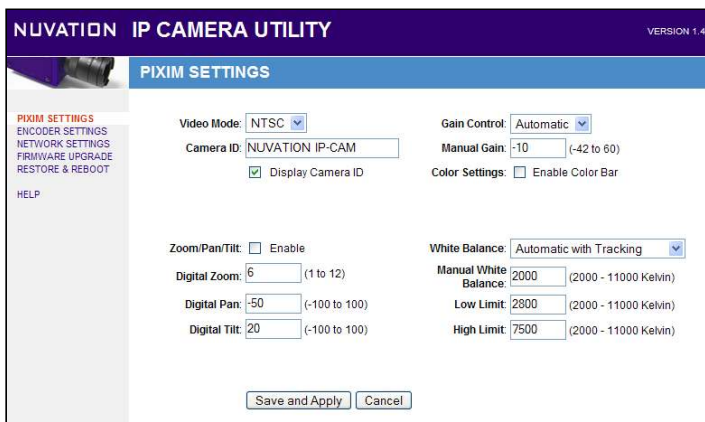 NUVATION IP CAMERA UTILITY
VERSION 1.4
PIXIM SETTINGS
PIXIM SETTINGS
ENCODER SETTINGS
NETWORK SETTINGS
FIRMWARE UPGRADE
RESTORE & REBOOT
HELP
Video Mode: NTSC
Camera ID: NUVATION IP-CAM
Display Camera ID
Gain Control: Automatic
Manual Gain: -10 (-42 to 60)
Color Settings: Enable Color Bar
Zoom/Pan/Tilt: Enable
Digital Zoom: 6 (1 to 12)
Digital Pan: -50 (-100 to 100)
Digital Tilt: 20 (-100 to 100)
White Balance: Automatic with Tracking
Manual White
Balance: 2000 (2000 - 11000 Kelvin)
Low Limit: 2800 (2000 - 11000 Kelvin)
High Limit: 7500 (2000 - 11000 Kelvin)
Save and Apply Cancel